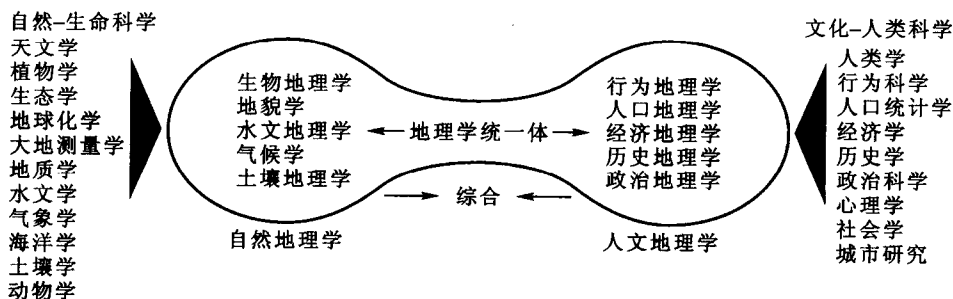 自然–生命科学
天文学
植物学
生态学
地球化学
大地测量学
地质学
水文学
气象学
海洋学
土壤学
动物学
生物地理学
地貌学
水文地理学
气候学
土壤地理学
自然地理学
地理学统一体
综合
行为地理学
人口地理学
经济地理学
历史地理学
政治地理学
人文地理学
文化–人类科学
人类学
行为科学
人口统计学
经济学
历史学
政治科学
心理学
社会学
城市研究